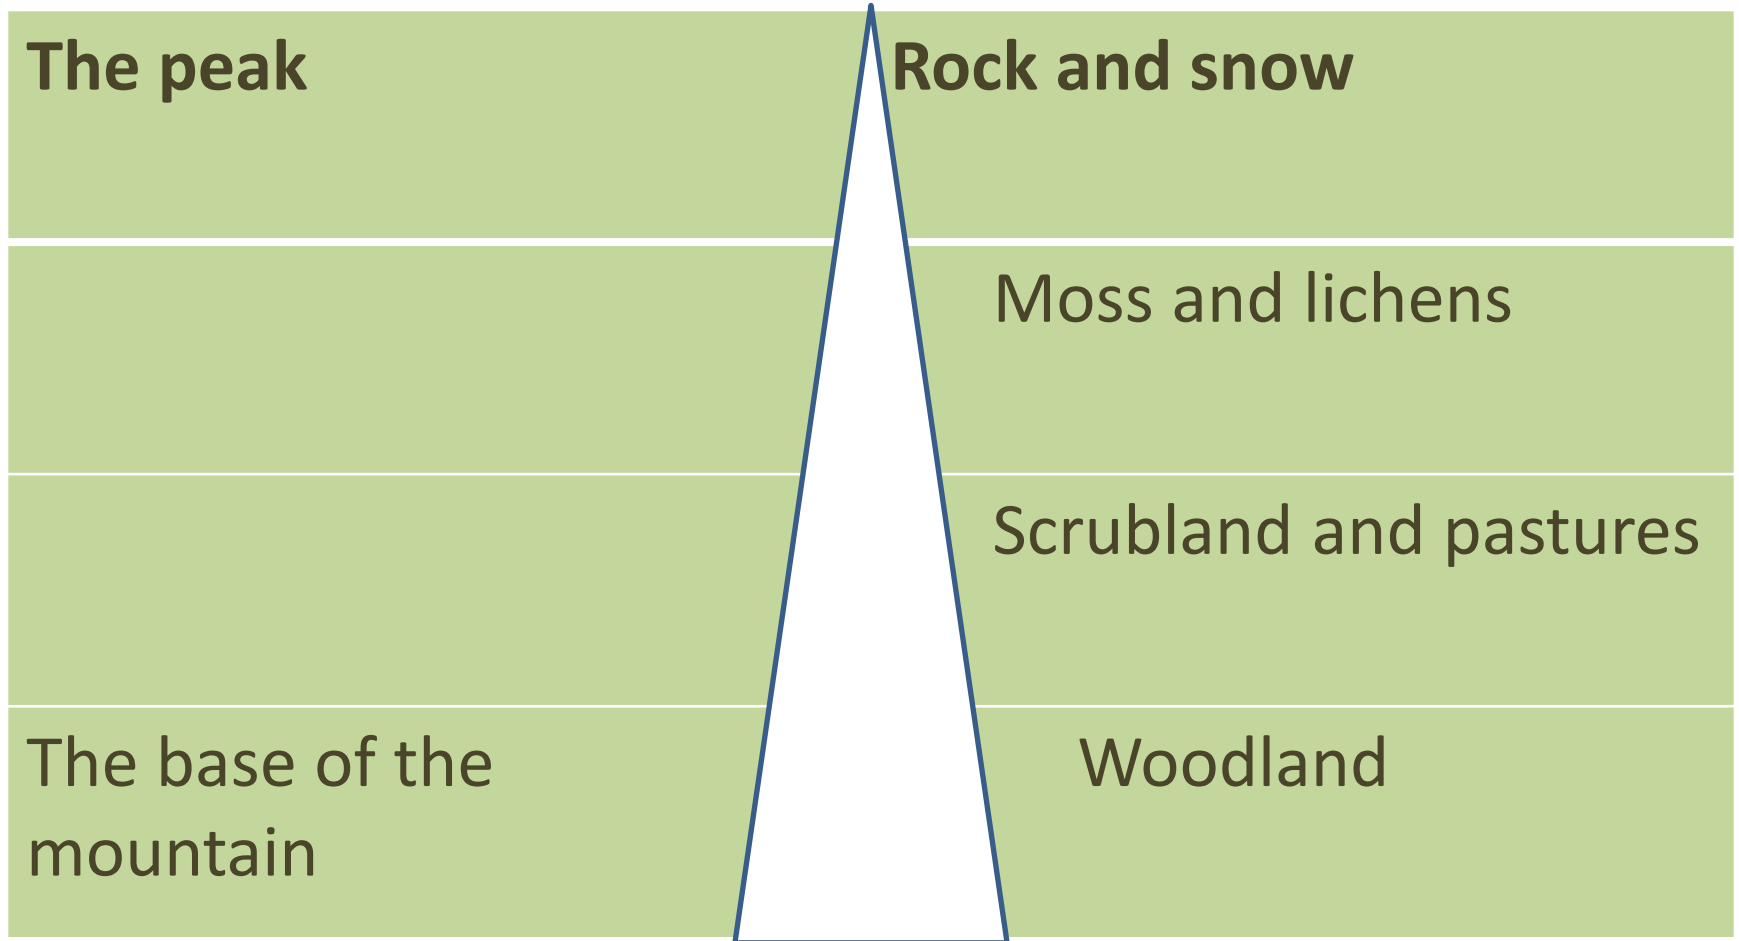 The peak
Rock and snow
Moss and lichens
Scrubland and pastures
The base of the
mountain
Woodland